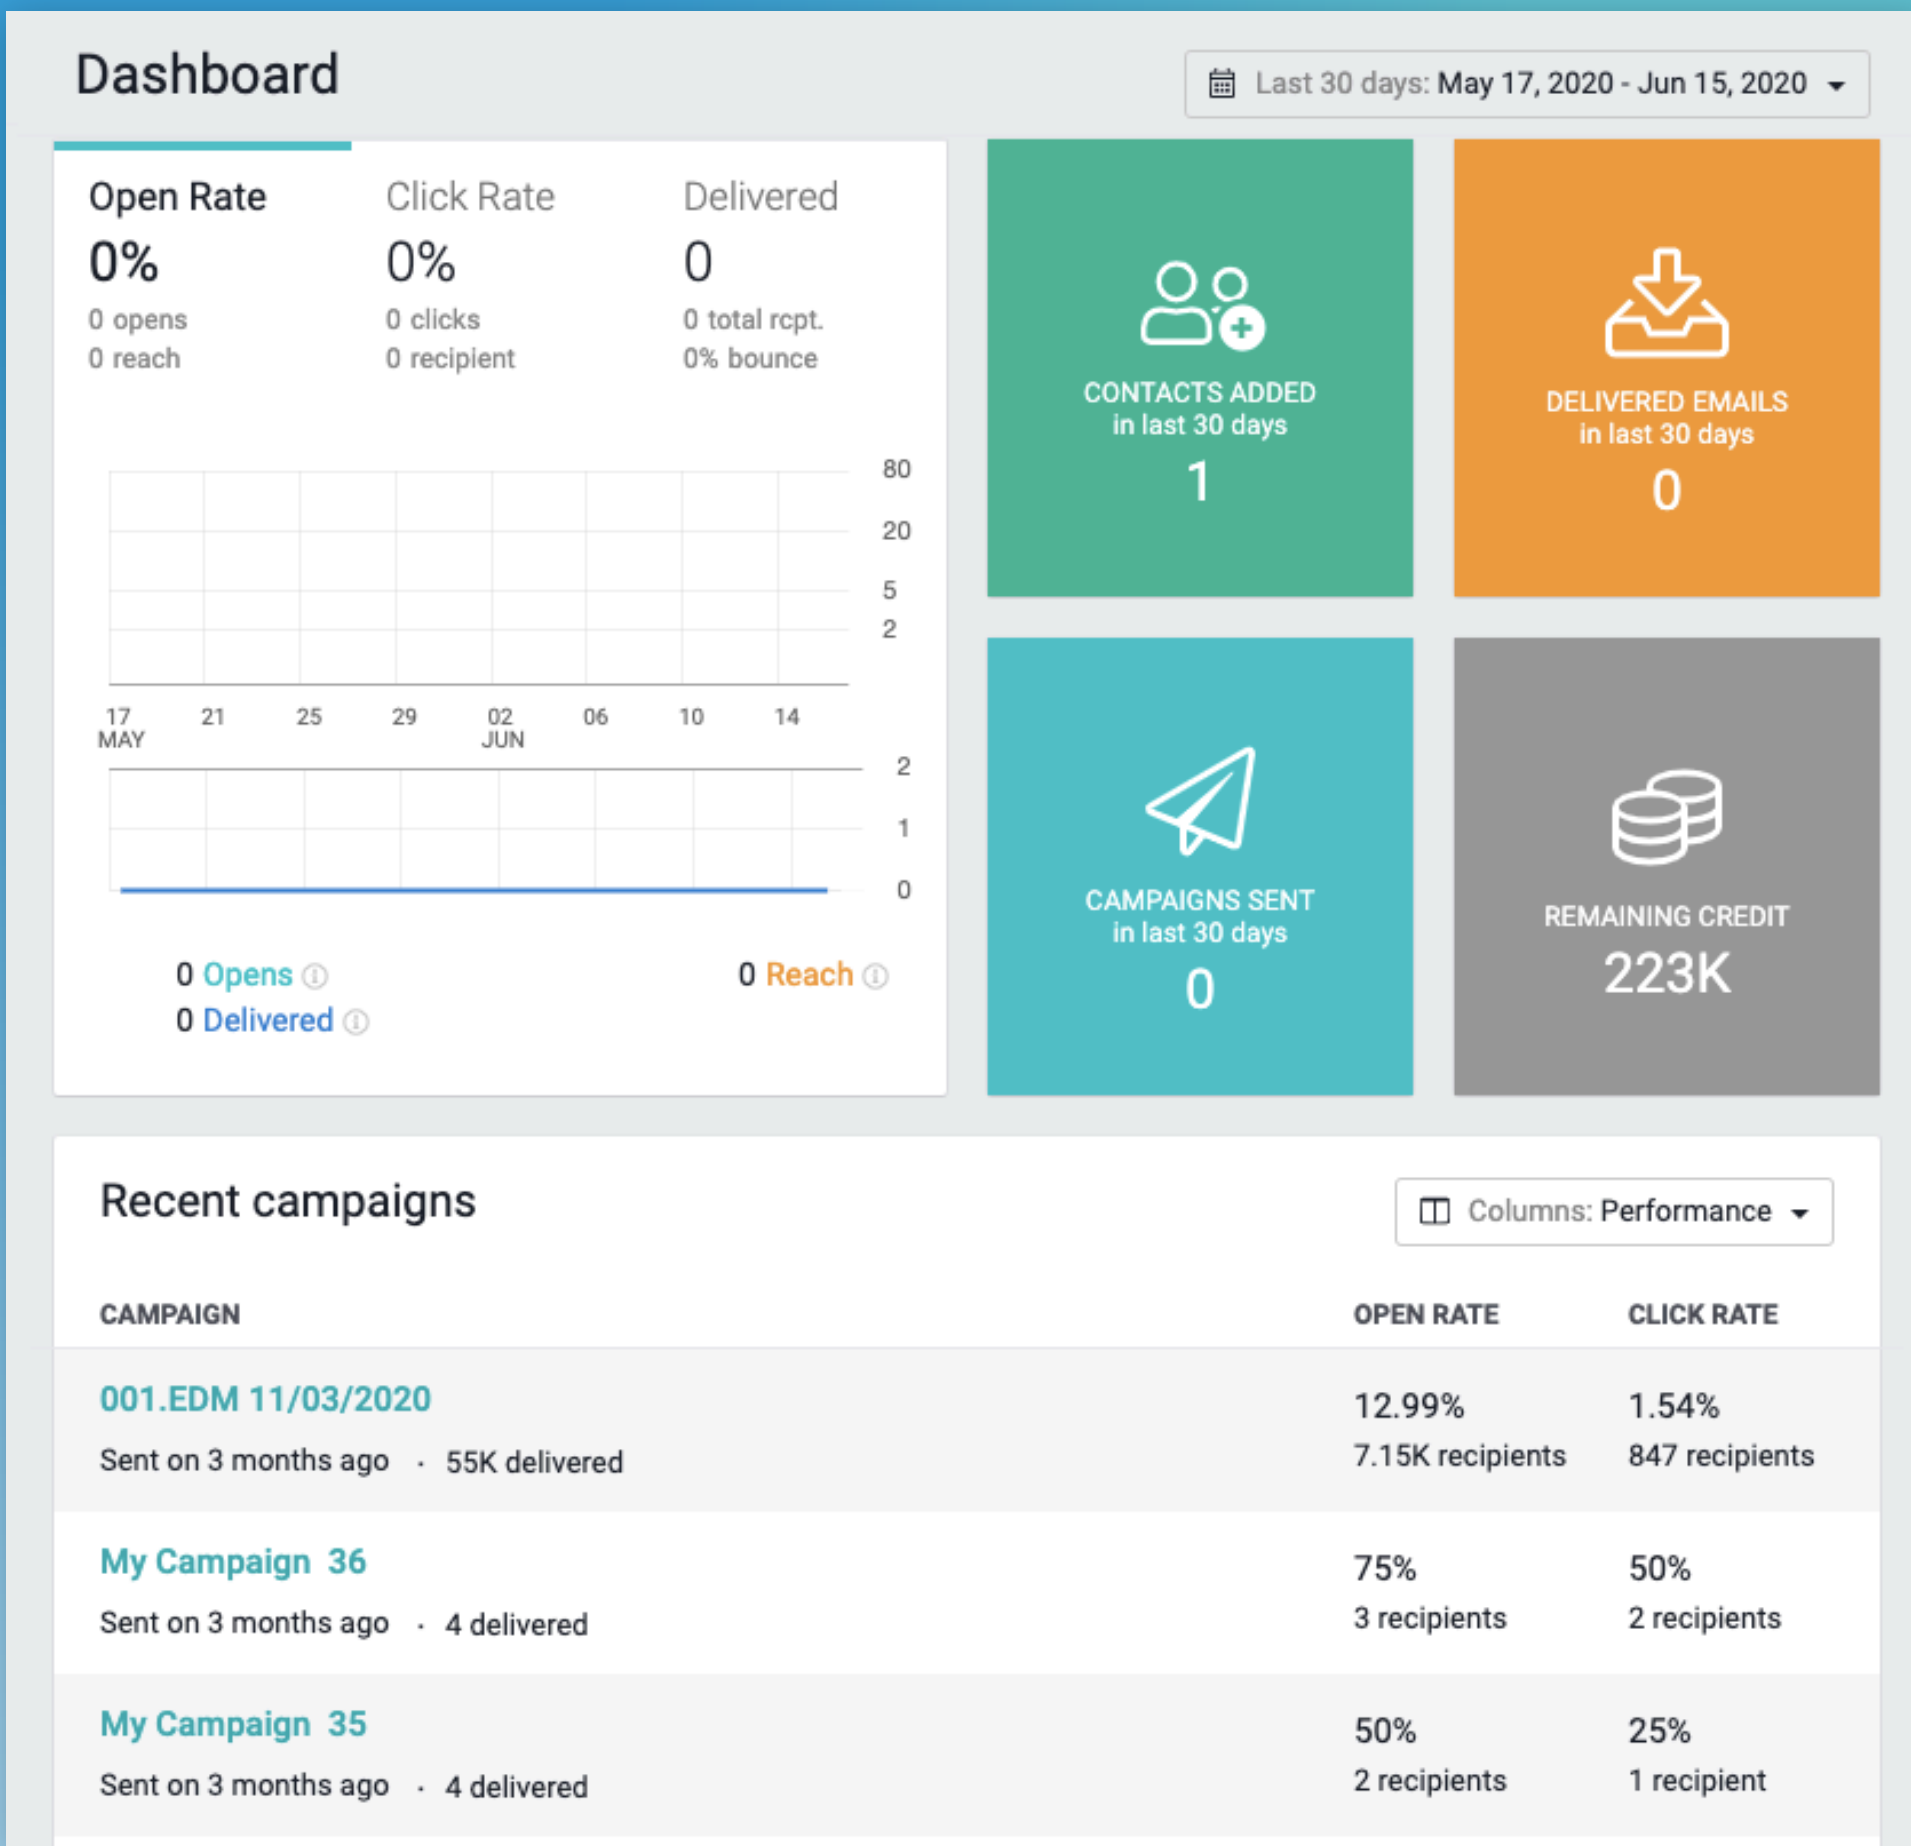 Dashboard
Last 30 days: May 17, 2020 - Jun 15, 2020
Open Rate
0%
0 opens
0 reach
Click Rate
0%
0 clicks
0 recipient
Delivered
0
0 total rcpt.
0% bounce
80
20
5
2
17 21 25 29 02 06 10 14
MAY JUN
2
1
0
0 Opens
0 Reach
0 Delivered
CONTACTS ADDED
in last 30 days
1
DELIVERED EMAILS
in last 30 days
0
CAMPAIGNS SENT
in last 30 days
0
REMAINING CREDIT
223K
Recent campaigns
Columns: Performance
CAMPAIGN OPEN RATE CLICK RATE
001.EDM 11/03/2020
12.99% 1.54%
Sent on 3 months ago · 55K delivered
7.15K recipients 847 recipients
My Campaign 36
75% 50%
Sent on 3 months ago · 4 delivered
3 recipients 2 recipients
My Campaign 35
50% 25%
Sent on 3 months ago · 4 delivered
2 recipients 1 recipient